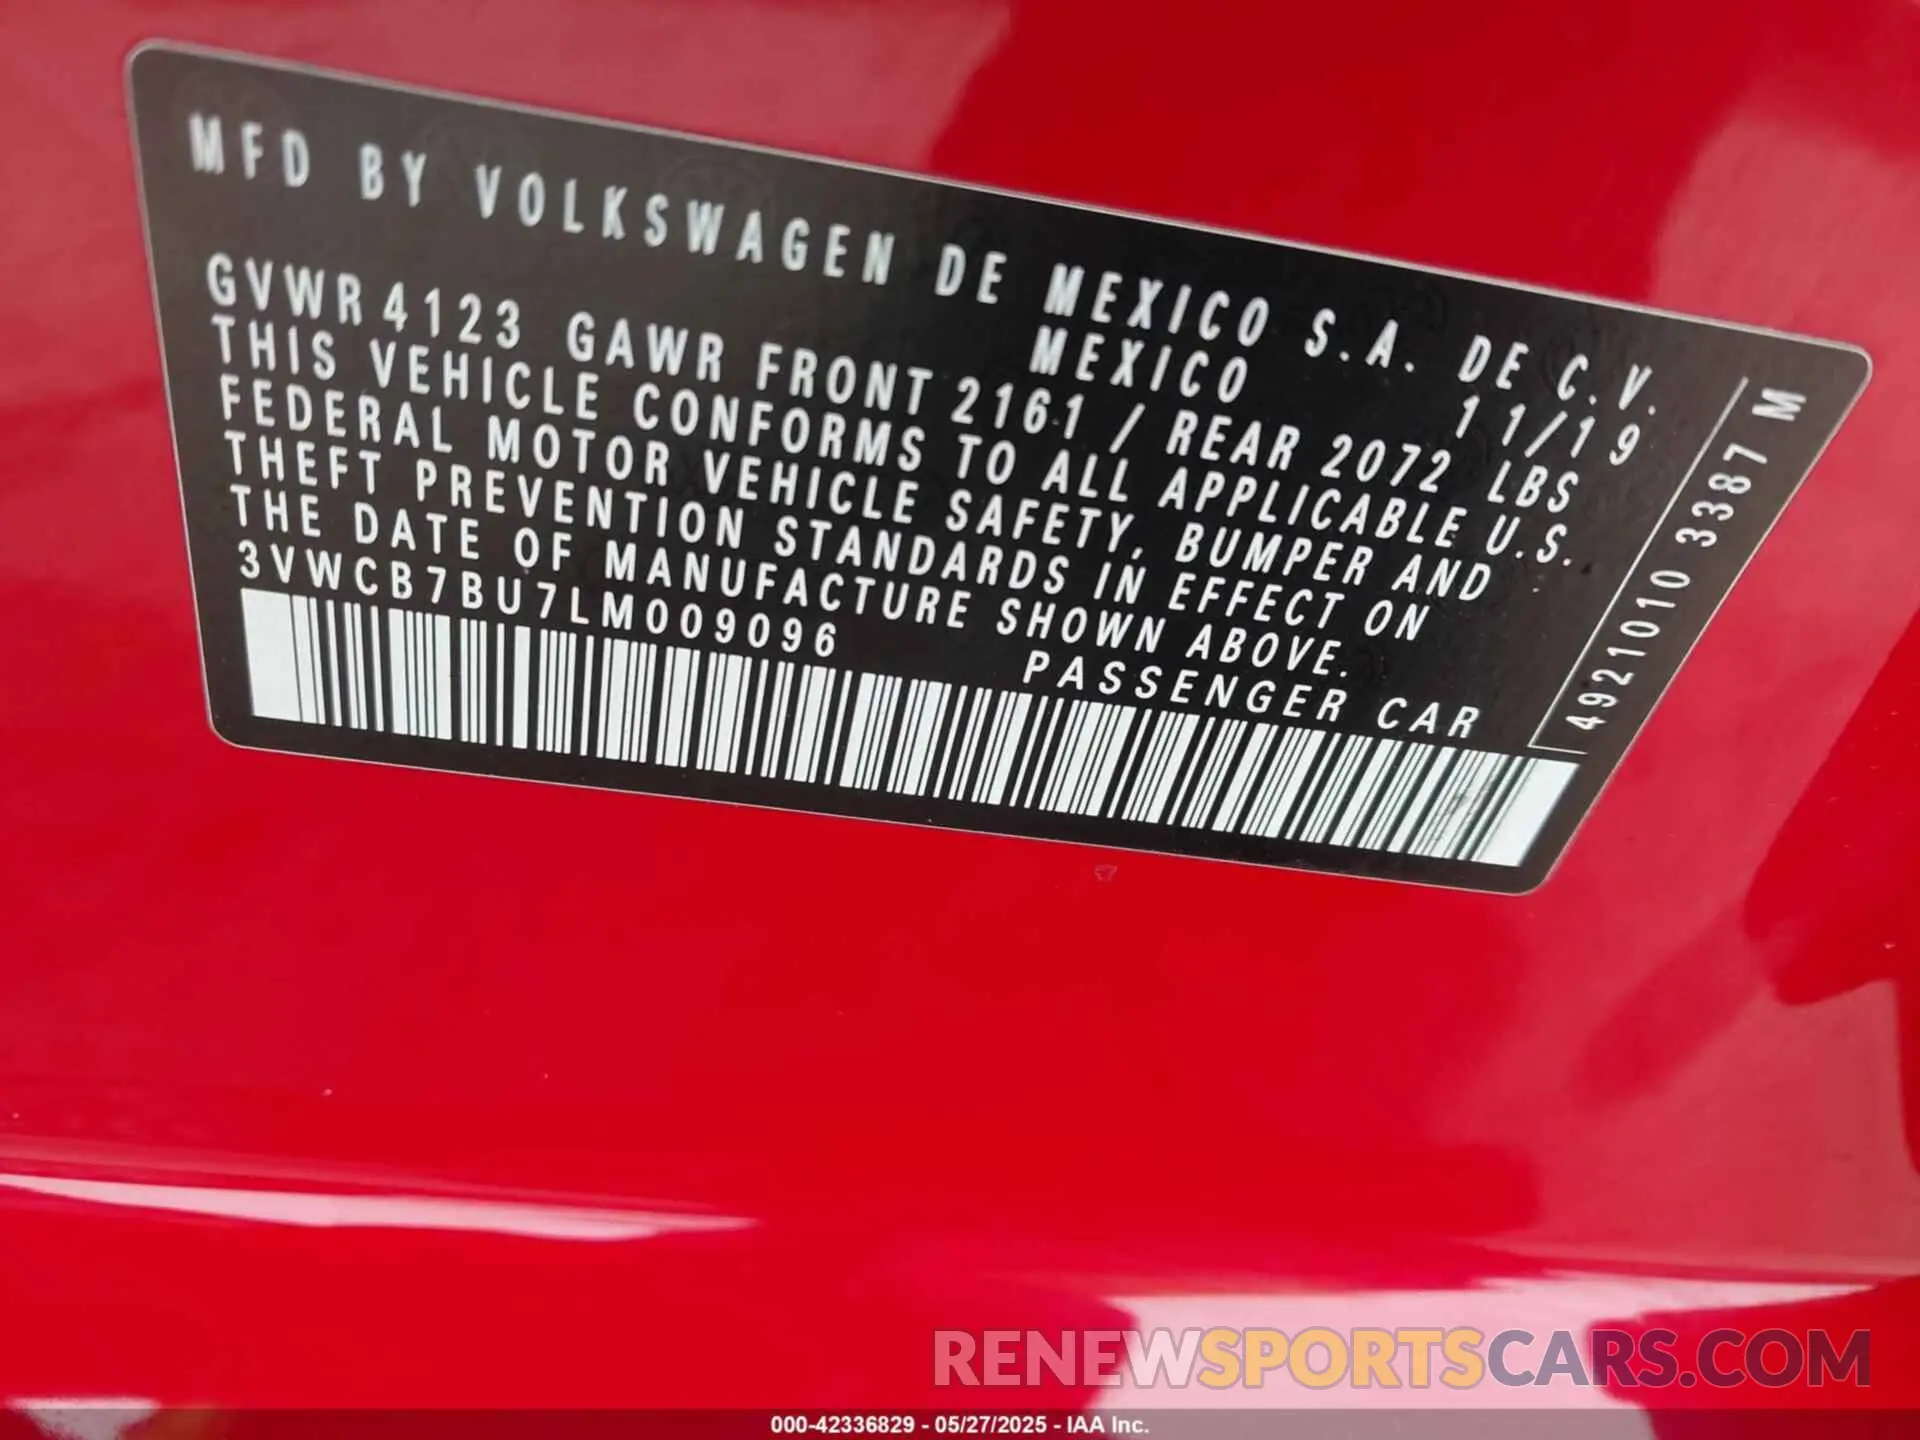 MFD BY VOLKSWAGEN DE MEXICO S.A. DE C.V.
MEXICO 11/19
GVWR 4123 GAWR FRONT 2161 / REAR 2072 LBS
THIS VEHICLE CONFORMS TO ALL APPLICABLE U.S.
FEDERAL MOTOR VEHICLE SAFETY, BUMPER AND
THEFT PREVENTION STANDARDS IN EFFECT ON
THE DATE OF MANUFACTURE SHOWN ABOVE.
3VWCB7BU7LM009096 PASSENGER CAR
4921010 3387 M
RENEWSPORTSCARS.COM
000-42336829 - 05/27/2025 - IAA Inc.